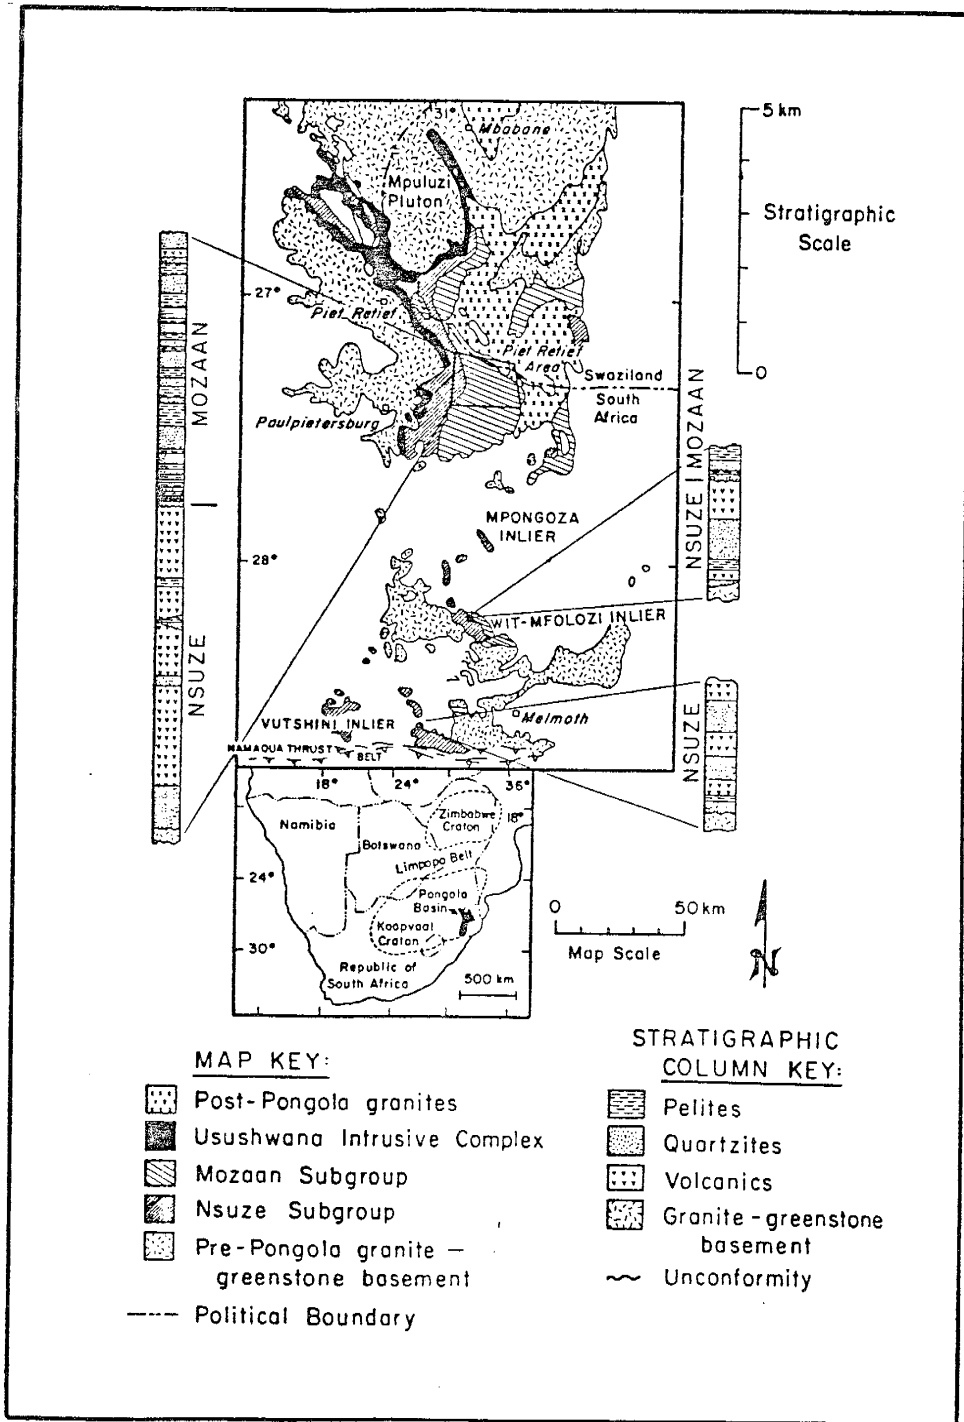 31°
Mbabane
5 km
Mpuluzi
Pluton
Stratigraphic
Scale
27°
Piet Retief
MOZAAN
Piet Retief
Area
Swaziland
South
Africa
0
Paulpietersburg
NSUZE | MOZAAN
MPONGOZA
INLIER
28°
WIT-MFOLOZI INLIER
NSUZE
VUTSHINI INLIER
Melmoth
NSUZE
NAMAQUA THRUST
BELT
18°
24°
36°
Namibia
Zimbabwe
Craton
18°
Botswana
Limpopo Belt
24°
Pongola
Basin
0
50 km
Kaapvaal
Craton
Map Scale
30°
N
Republic of
South Africa
500 km
MAP KEY:
Post-Pongola granites
Usushwana Intrusive Complex
Mozaan Subgroup
Nsuze Subgroup
Pre-Pongola granite –
greenstone basement
Political Boundary
STRATIGRAPHIC
COLUMN KEY:
Pelites
Quartzites
Volcanics
Granite-greenstone
basement
Unconformity